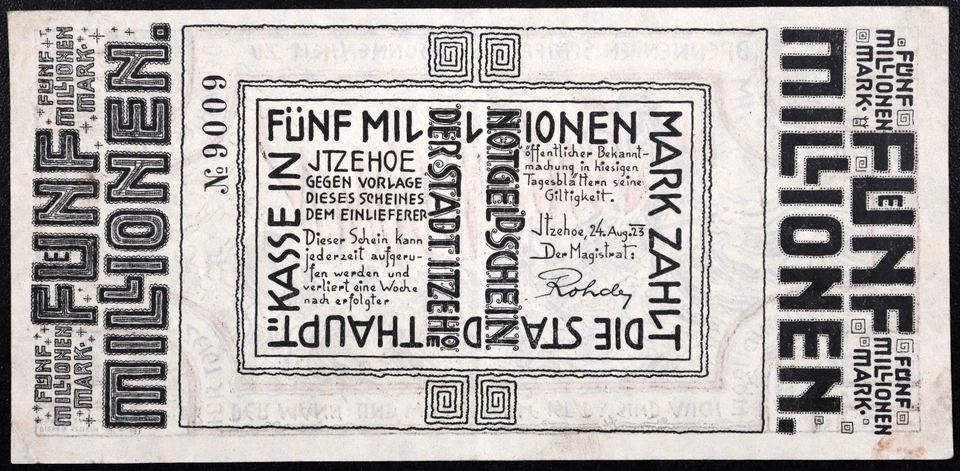 FÜNF
MILLIONEN
MARK.
FÜNF
FÜNF
MILLIONEN
MARK.
MILLIONEN.
№ 9009
FÜNF MILLIONEN
MARK ZAHLT
DIE STADTHAUPT
KASSE IN
JTZEHOE
GEGEN VORLAGE
DIESES SCHEINES
DEM EINLIEFERER
Dieser Schein kann
jederzeit aufgeru-
fen werden und
verliert eine Woche
nach erfolgter
NOTGELDSCHEIN
DER STADT JTZEHO
öffentlicher Bekannt-
machung in hiesigen
Tagesblättern seine
Giltigkeit.
Jtzehoe, 24. Aug. 23
Der Magistrat:
Rohde
MILLIONEN.
FÜNF
MILLIONEN
MARK.
FÜNF
FÜNF
MILLIONEN
MARK.